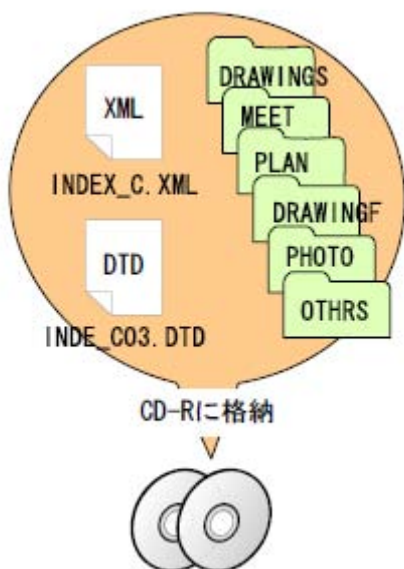 XML
INDEX_C.XML
DTD
INDE_C03.DTD
DRAWINGS
MEET
PLAN
DRAWINGF
PHOTO
OTHRS
CD-Rに格納